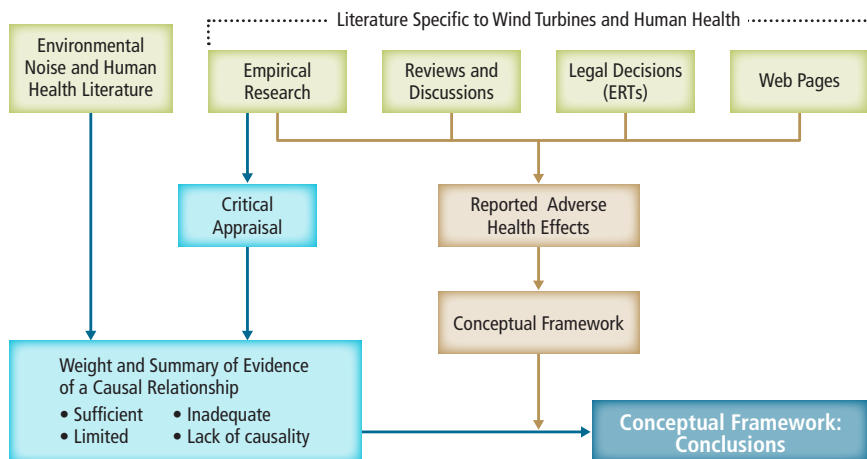 Literature Specific to Wind Turbines and Human Health
Environmental
Noise and Human
Health Literature
Empirical
Research
Reviews and
Discussions
Legal Decisions
(ERTs)
Web Pages
Critical
Appraisal
Reported Adverse
Health Effects
Conceptual Framework
Weight and Summary of Evidence
of a Causal Relationship
• Sufficient • Inadequate
• Limited • Lack of causality
Conceptual Framework:
Conclusions